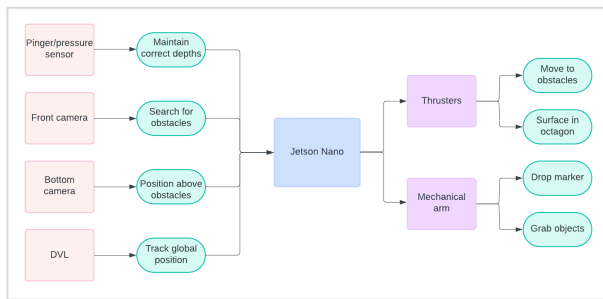 Pinger/pressure
sensor
Maintain
correct depths
Front camera
Search for
obstacles
Bottom
camera
Position above
obstacles
DVL
Track global
position
Jetson Nano
Thrusters
Move to
obstacles
Surface in
octagon
Mechanical
arm
Drop marker
Grab objects